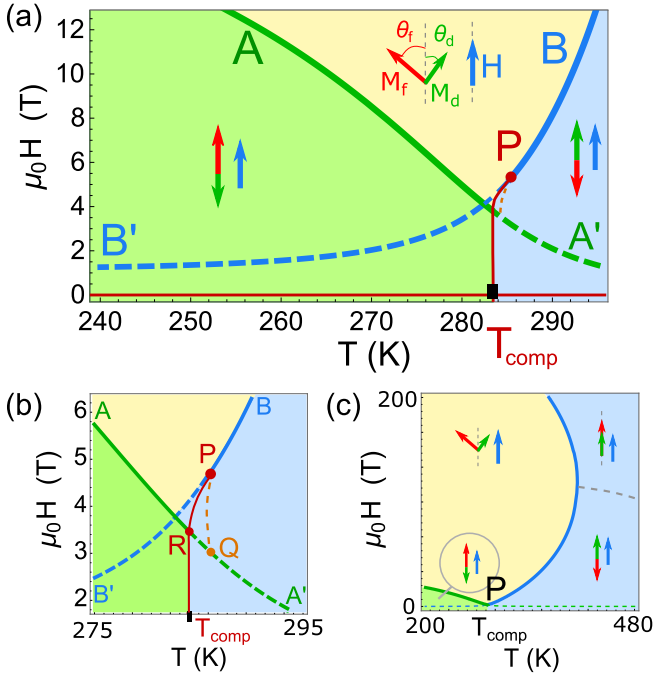 (a)
12
10
8
6
4
2
0
μ₀H (T)
A
θf
θd
Mf
Md
H
B
P
B'
A'
240
250
260
270
280
290
T (K)
Tcomp
(b)
6
5
4
3
2
μ₀H (T)
A
B
P
R
Q
B'
A'
275
295
Tcomp
T (K)
(c)
200
0
μ₀H (T)
P
200
480
Tcomp
T (K)